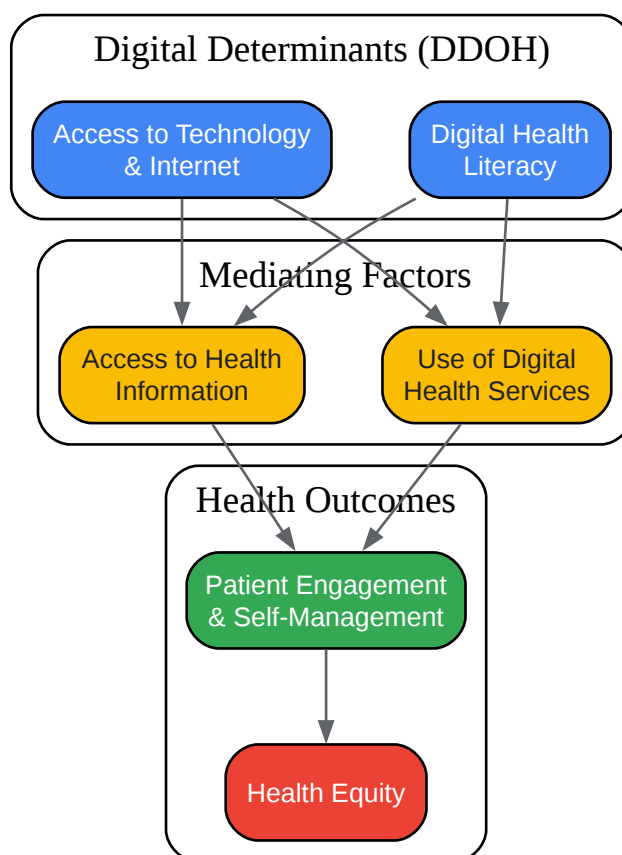 Digital Determinants (DDOH)
Access to Technology
& Internet
Digital Health
Literacy
Mediating Factors
Access to Health
Information
Use of Digital
Health Services
Health Outcomes
Patient Engagement
& Self-Management
Health Equity